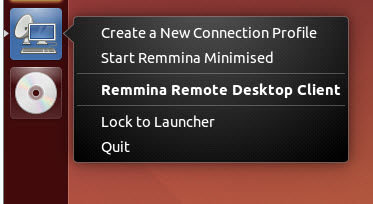 Create a New Connection Profile
Start Remmina Minimised
Remmina Remote Desktop Client
Lock to Launcher
Quit